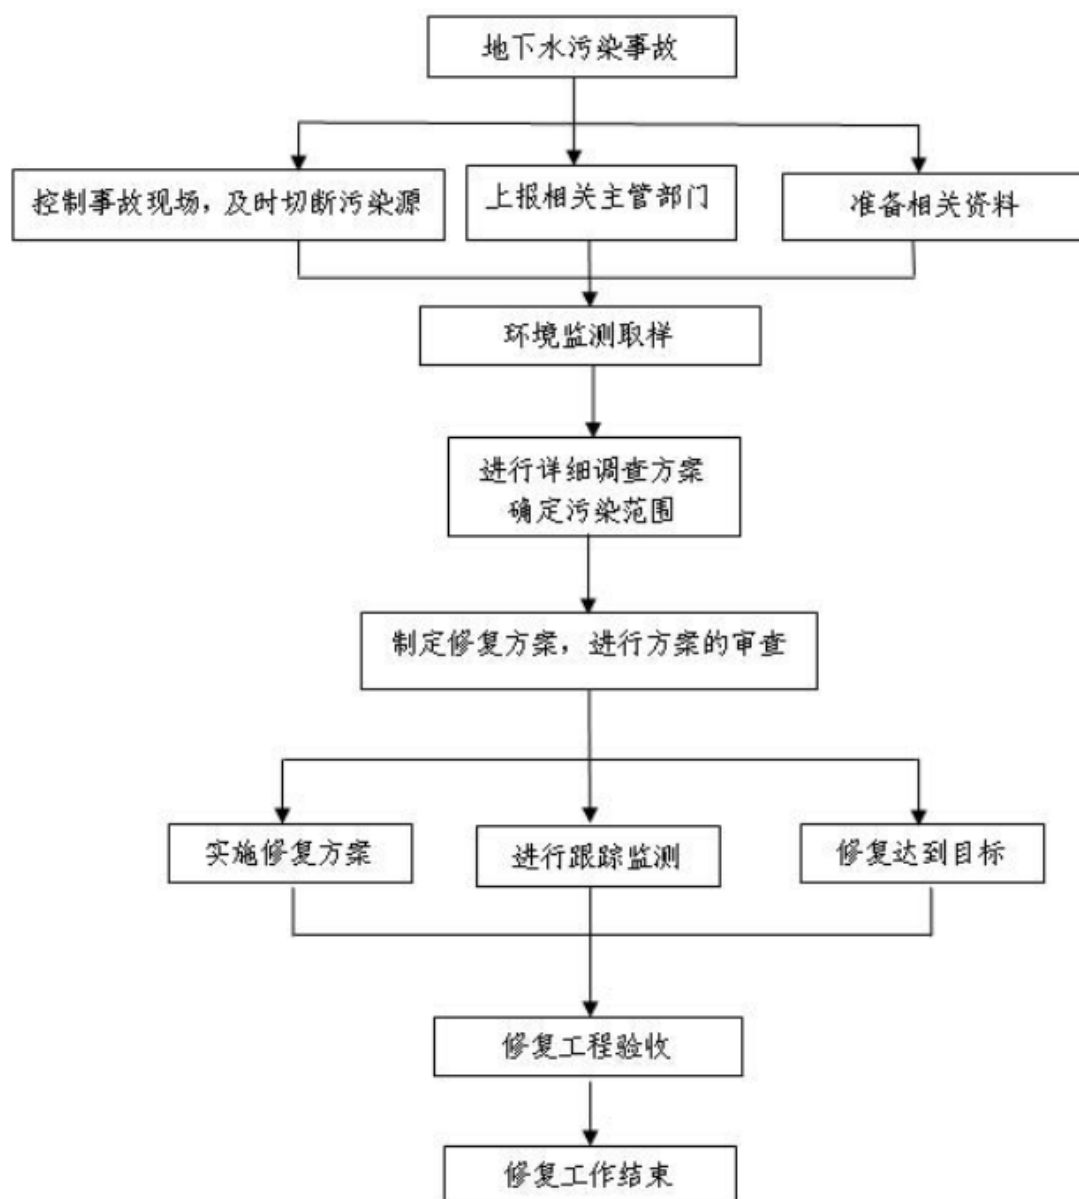 地下水污染事故
控制事故现场，及时切断污染源
上报相关主管部门
准备相关资料
环境监测取样
进行详细调查方案
确定污染范围
制定修复方案，进行方案的审查
实施修复方案
进行跟踪监测
修复达到目标
修复工程验收
修复工作结束